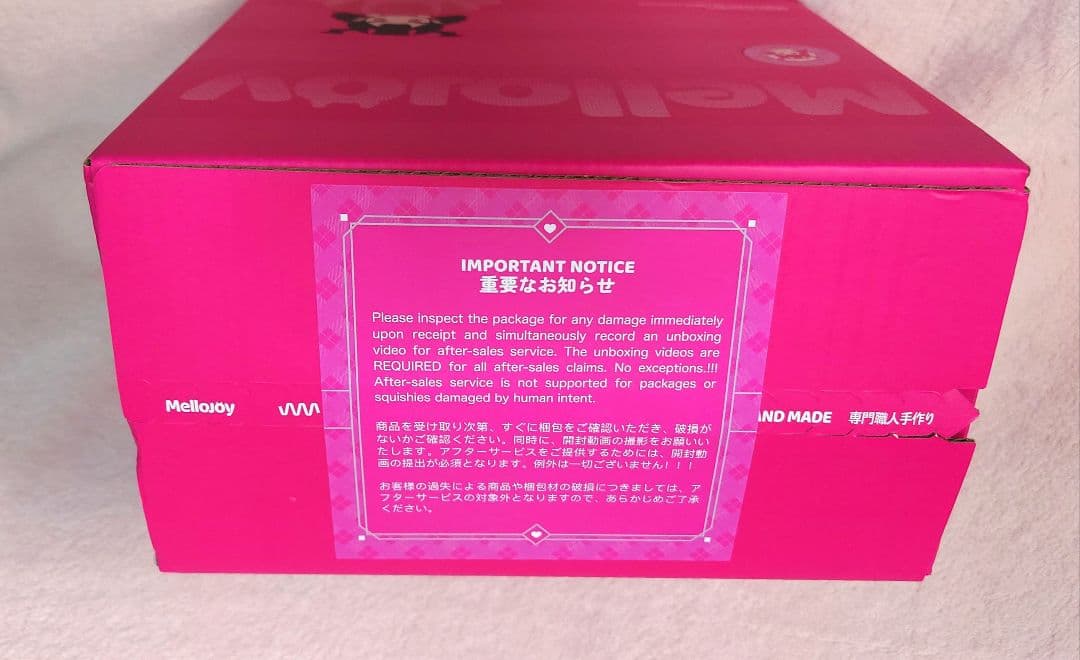 MelloJoy
IMPORTANT NOTICE
重要なお知らせ
Please inspect the package for any damage immediately
upon receipt and simultaneously record an unboxing
video for after-sales service. The unboxing videos are
REQUIRED for all after-sales claims. No exceptions.!!!
After-sales service is not supported for packages or
squishies damaged by human intent.
商品を受け取り次第、すぐに梱包をご確認いただき、破損が
ないかご確認ください。同時に、開封動画の撮影をお願いい
たします。アフターサービスをご提供するためには、開封動
画の提出が必須となります。例外は一切ございません!!!
お客様の過失による商品や梱包材の破損につきましては、ア
フターサービスの対象外となりますので、あらかじめご了承
ください。
MelloJoy
AND MADE 専門職人手作り